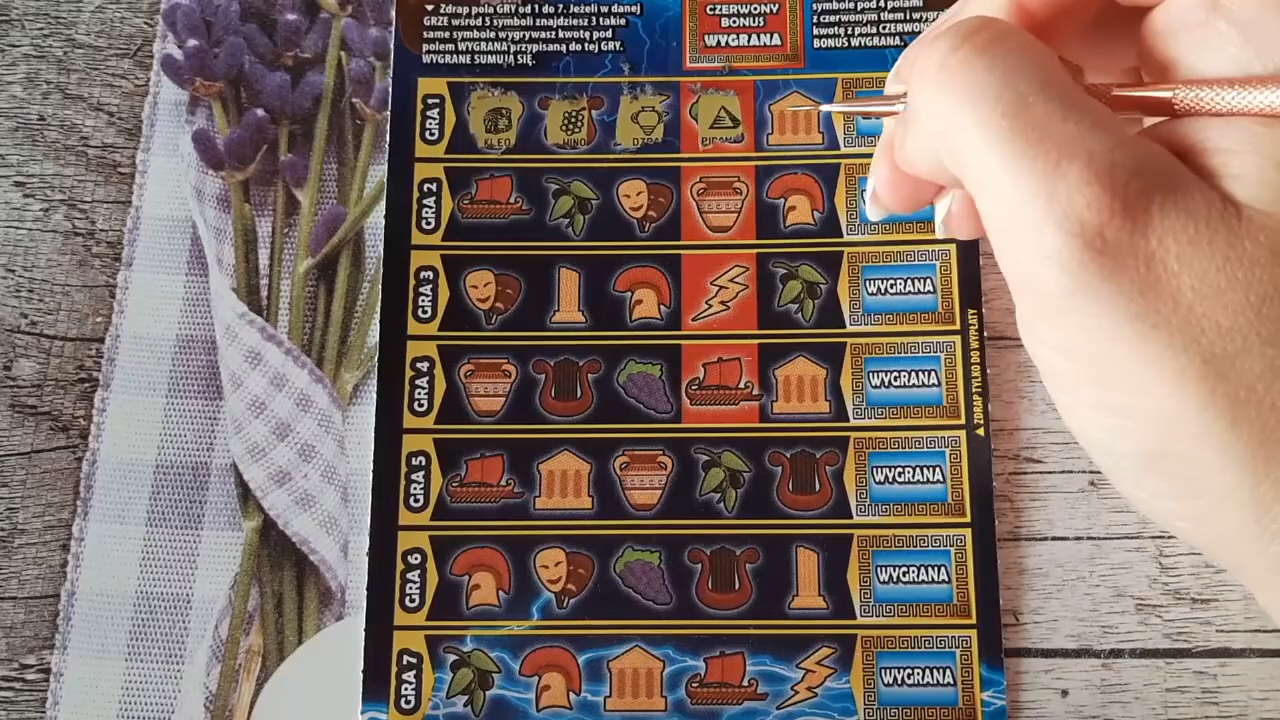 ▼ Zdrap pola GRY od 1 do 7. Jeżeli w danej
GRZE wśród 5 symboli znajdziesz 3 takie
same symbole wygrywasz kwotę pod
polem WYGRANA przypisaną do tej GRY.
WYGRANE SUMUJĄ SIĘ.
CZERWONY
BONUS
WYGRANA
symbole pod 4 polami
z czerwonym tłem i
kwotę z pola
BONUS WYGRANA.
GRA 1
KLEO
WINO
GRA 2
GRA 3
WYGRANA
GRA 4
WYGRANA
GRA 5
WYGRANA
GRA 6
WYGRANA
GRA 7
WYGRANA
▲ ZDRAP TYLKO DO WYPŁATY